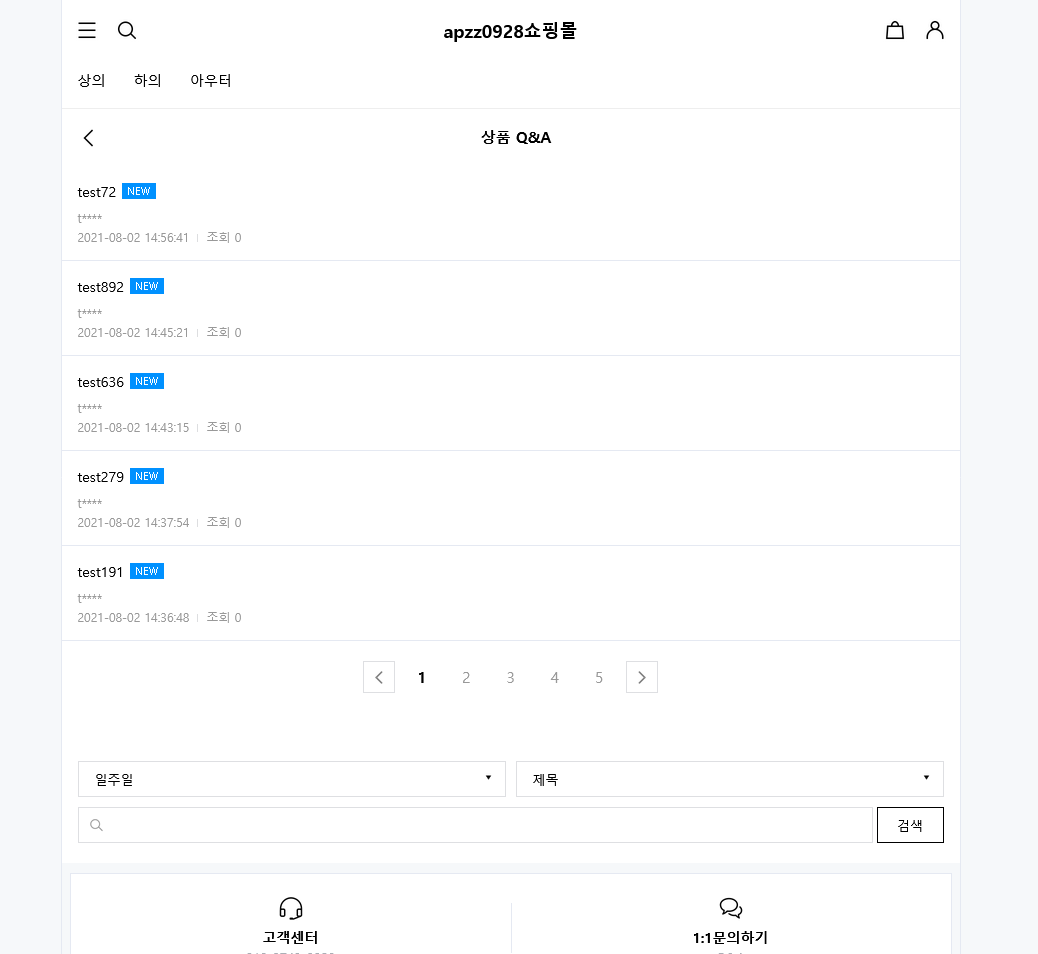 apzz0928쇼핑몰
상의 하의 아우터
상품 Q&A
test72 NEW
t****
2021-08-02 14:56:41 | 조회 0
test892 NEW
t****
2021-08-02 14:45:21 | 조회 0
test636 NEW
t****
2021-08-02 14:43:15 | 조회 0
test279 NEW
t****
2021-08-02 14:37:54 | 조회 0
test191 NEW
t****
2021-08-02 14:36:48 | 조회 0
1 2 3 4 5
일주일 제목
검색
고객센터 1:1문의하기